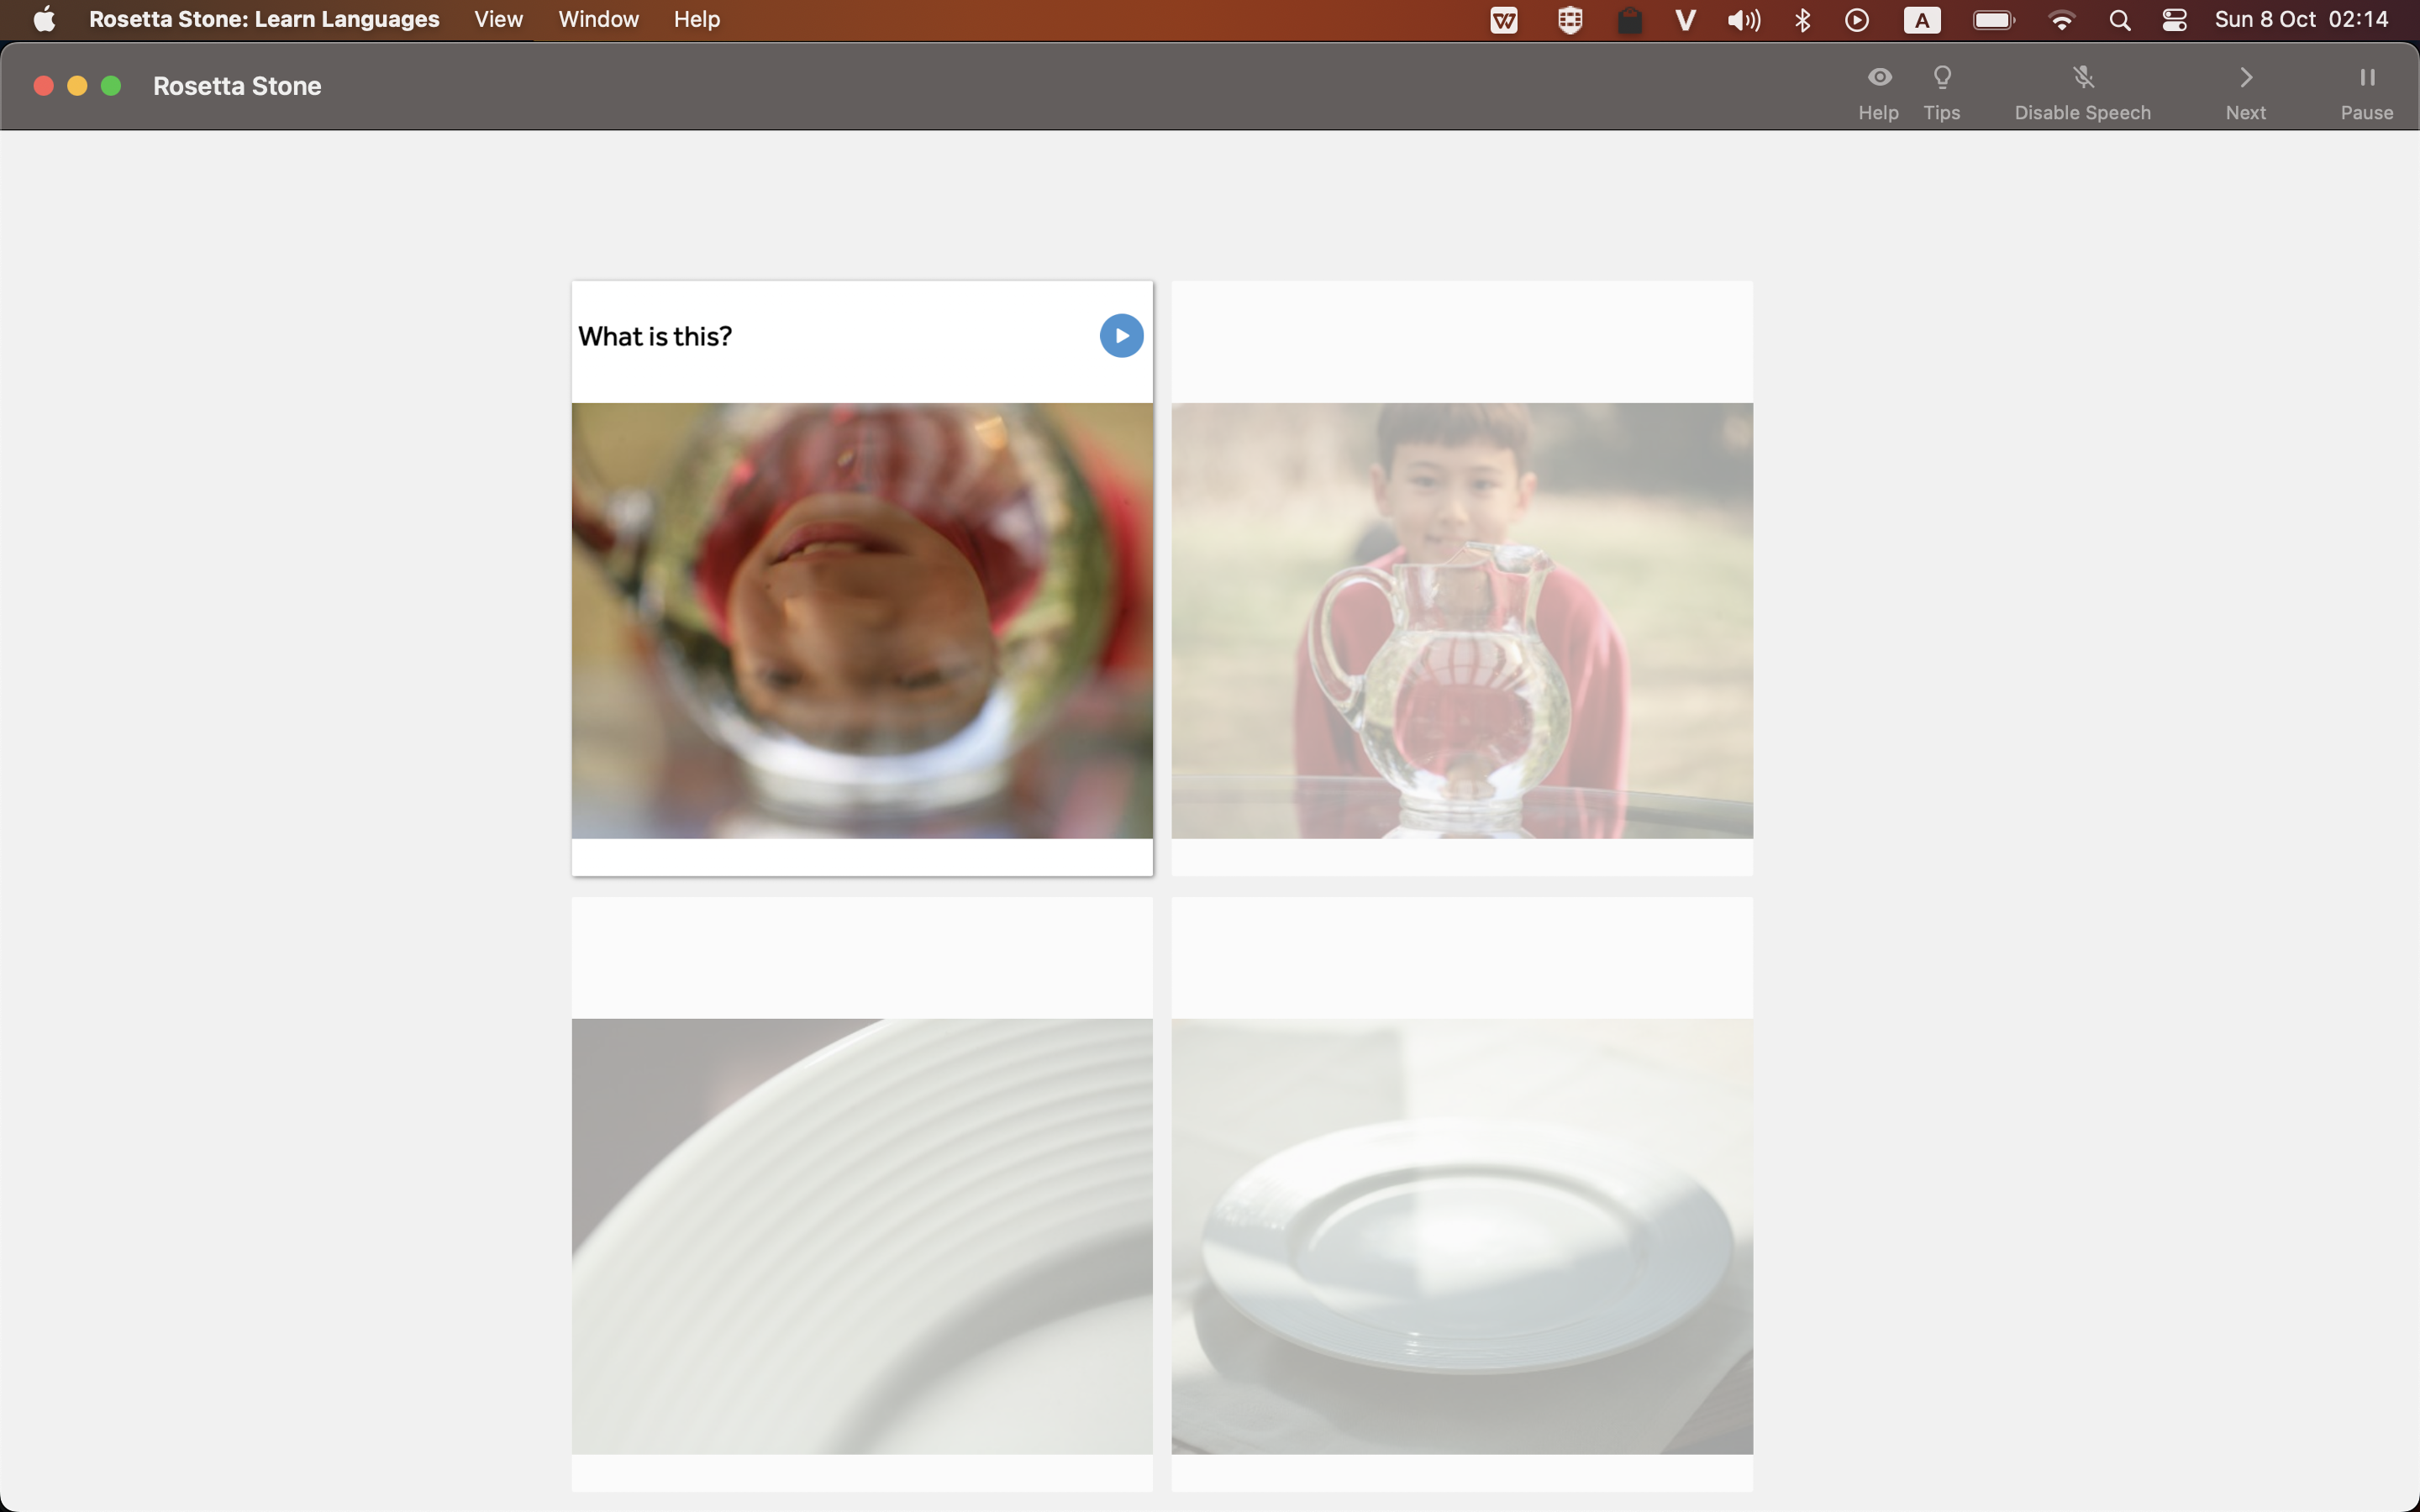 Rosetta Stone: Learn Languages View Window Help A Sun 8 Oct 02:14
Rosetta Stone
Help Tips Disable Speech Next Pause
What is this?